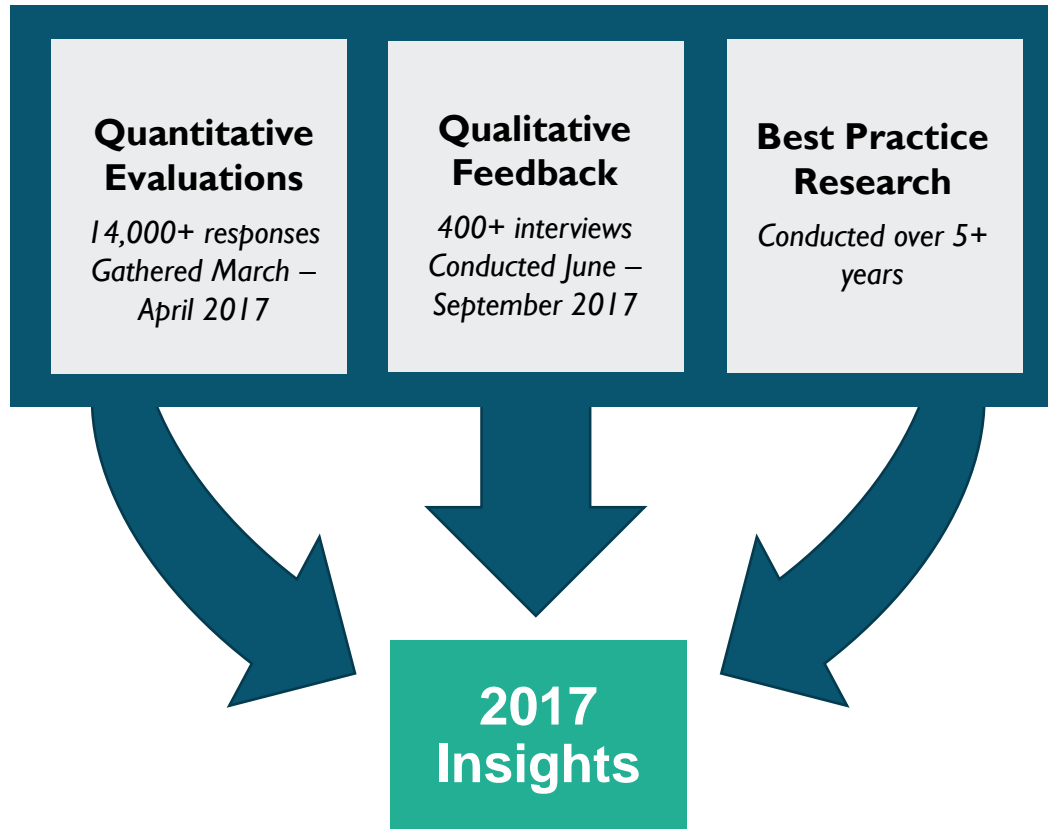 Quantitative
Evaluations
14,000+ responses
Gathered March –
April 2017
Qualitative
Feedback
400+ interviews
Conducted June –
September 2017
Best Practice
Research
Conducted over 5+
years
2017
Insights